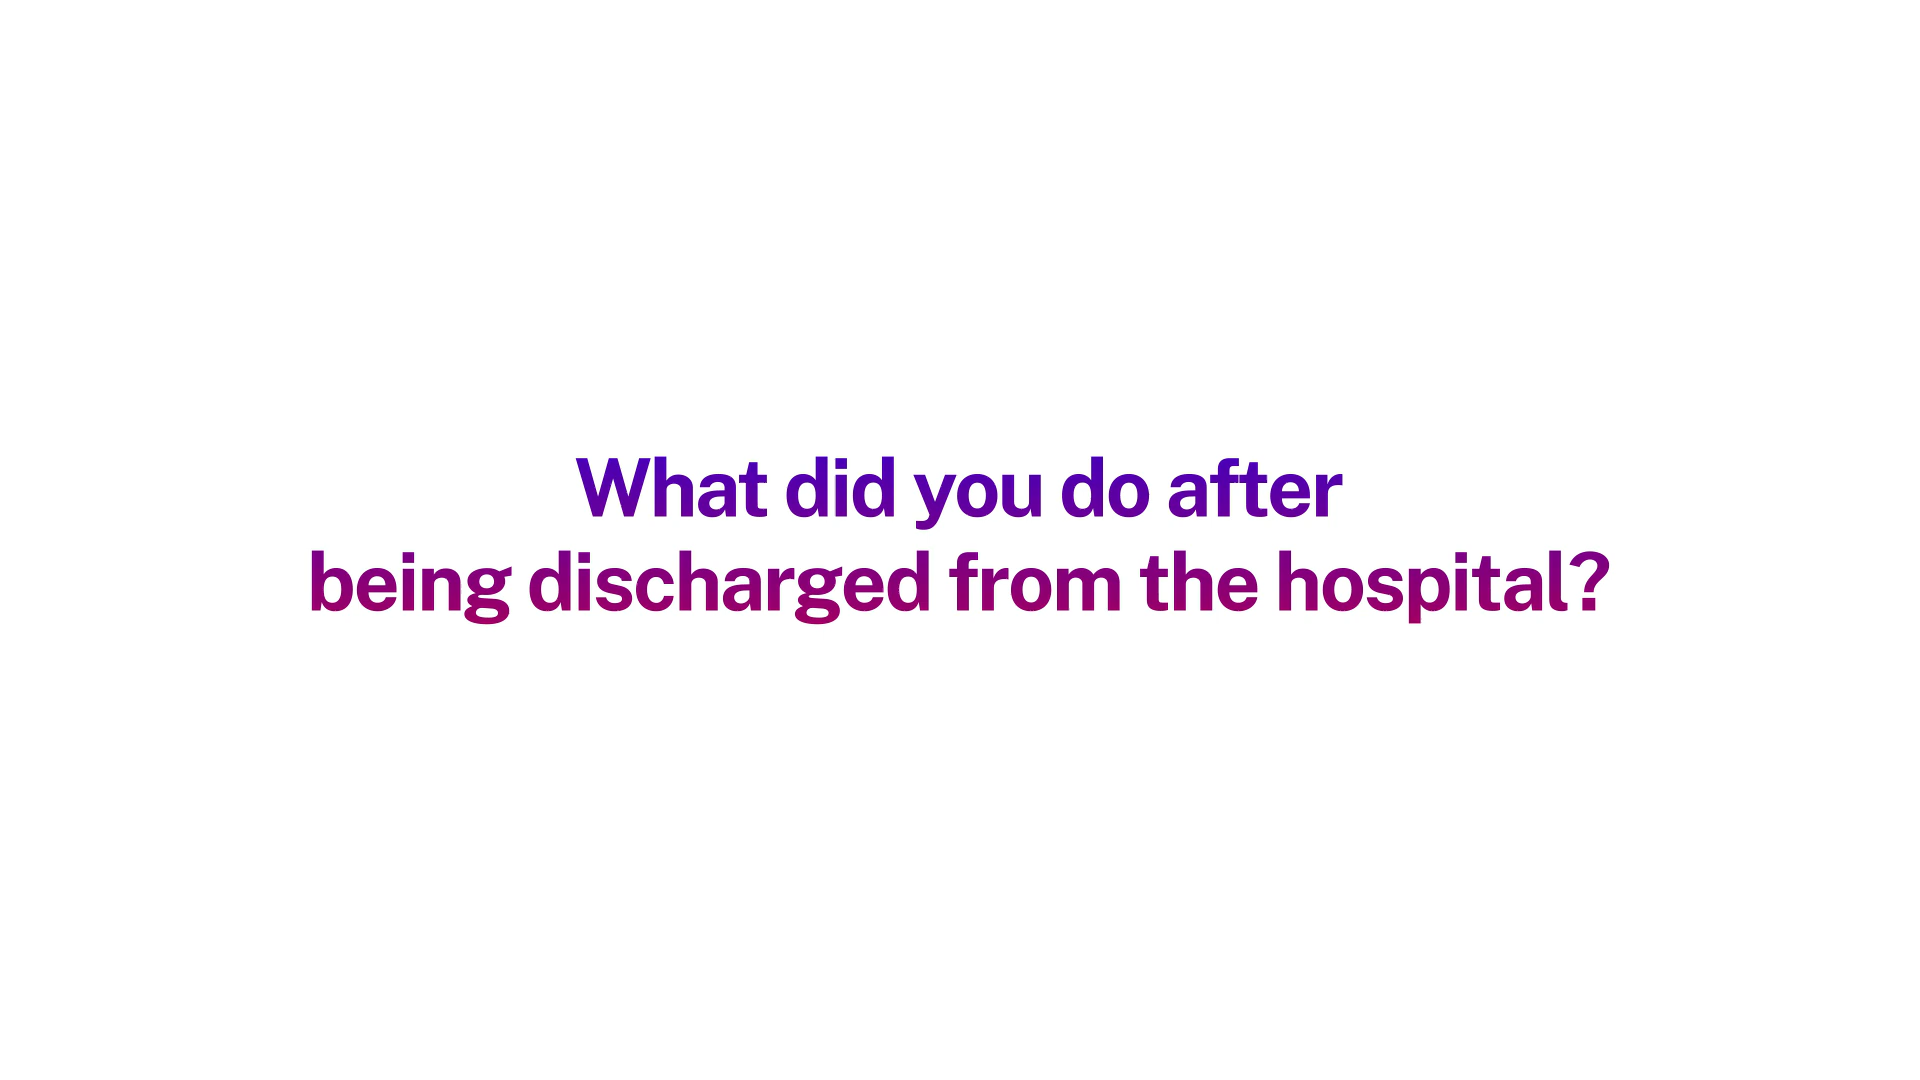 What did you do after
being discharged from the hospital?